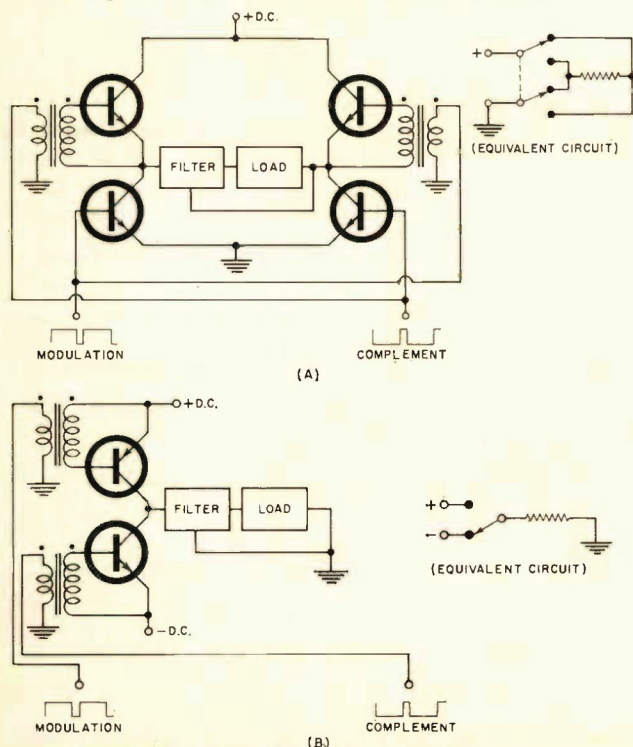 + D.C.
+
(EQUIVALENT CIRCUIT)
FILTER
LOAD
MODULATION
COMPLEMENT
(A)
+ D.C.
FILTER
LOAD
+
-
(EQUIVALENT CIRCUIT)
- D.C.
MODULATION
COMPLEMENT
(B)